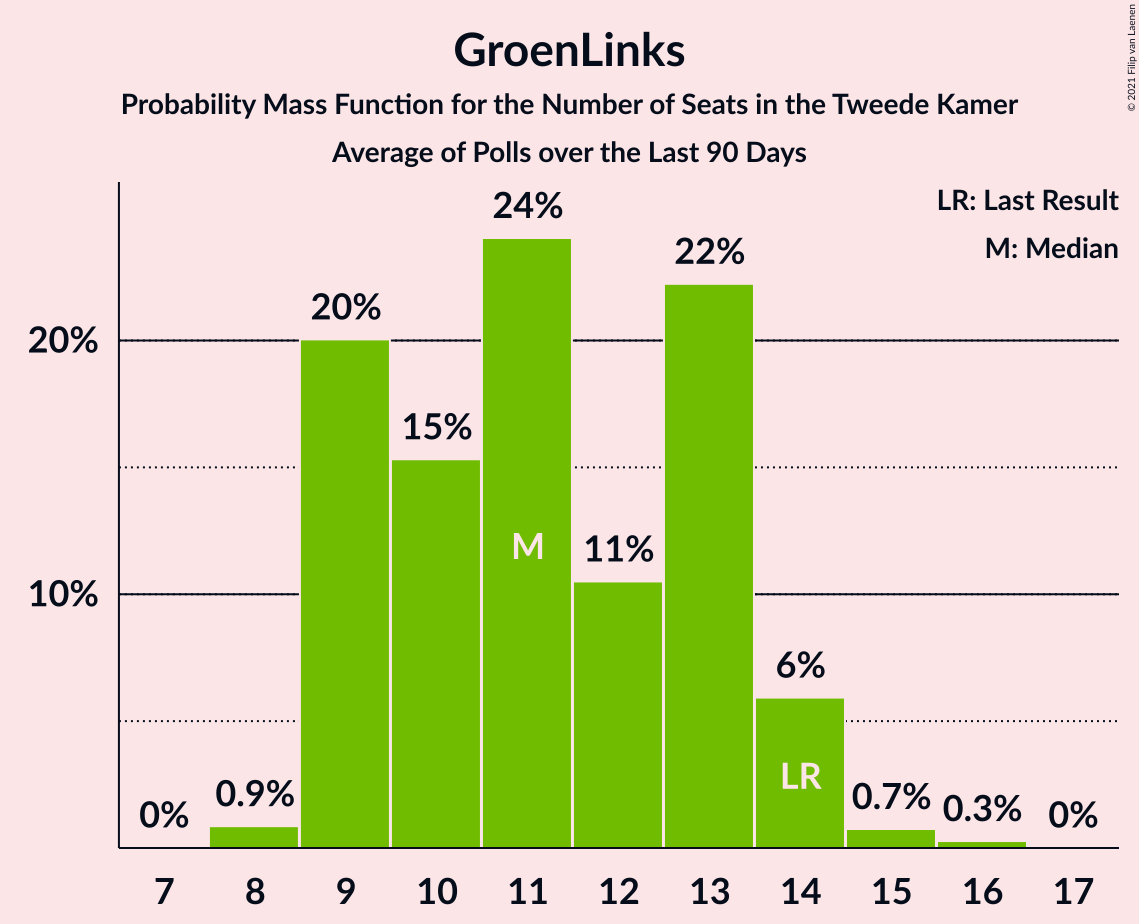 GroenLinks
Probability Mass Function for the Number of Seats in the Tweede Kamer
Average of Polls over the Last 90 Days
© 2021 Filip van Laenen
LR: Last Result
M: Median
20%
10%
0%
0.9%
20%
15%
24%
11%
22%
6%
0.7%
0.3%
0%
M
LR
7 8 9 10 11 12 13 14 15 16 17